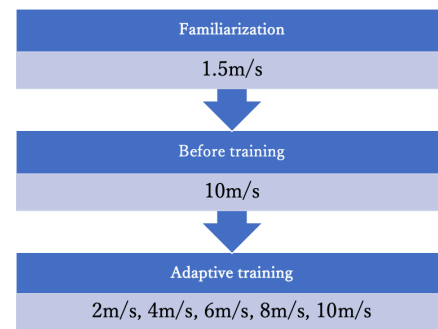 Familiarization
1.5m/s
Before training
10m/s
Adaptive training
2m/s, 4m/s, 6m/s, 8m/s, 10m/s